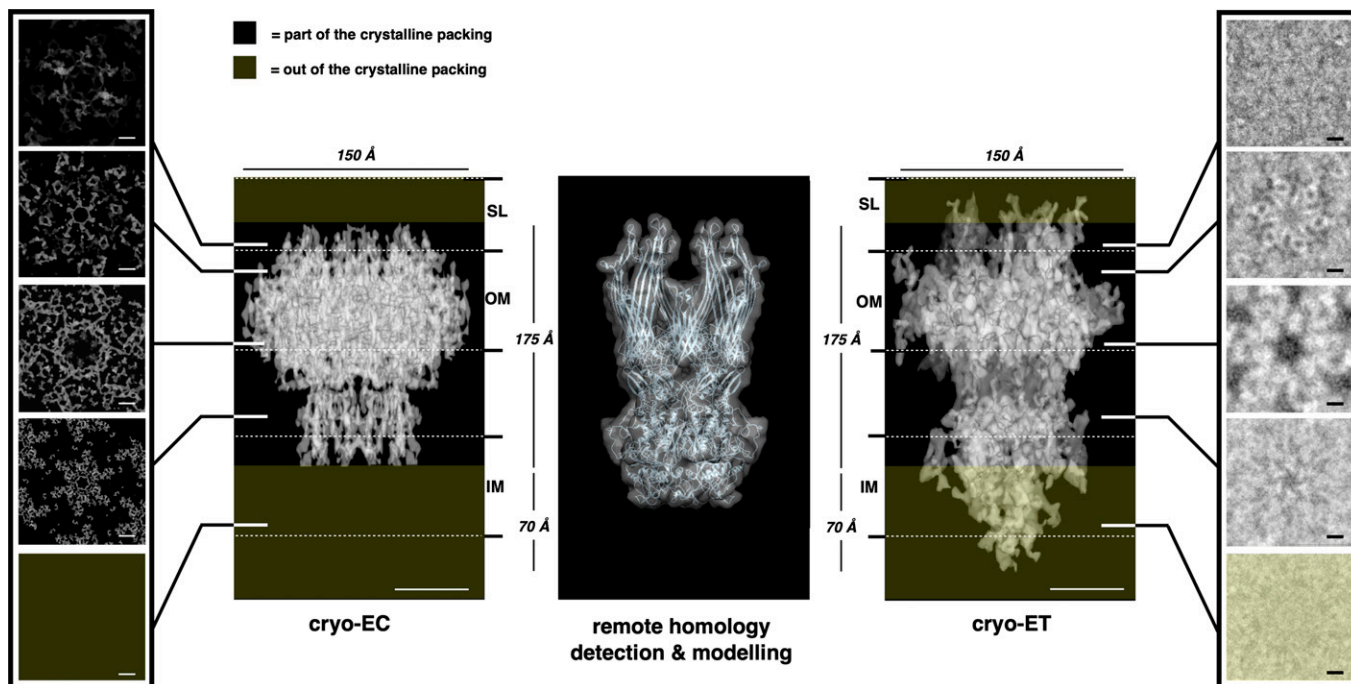 = part of the crystalline packing
= out of the crystalline packing
150 Å
150 Å
SL
SL
OM
OM
175 Å
175 Å
IM
IM
70 Å
70 Å
cryo-EC
remote homology
detection & modelling
cryo-ET